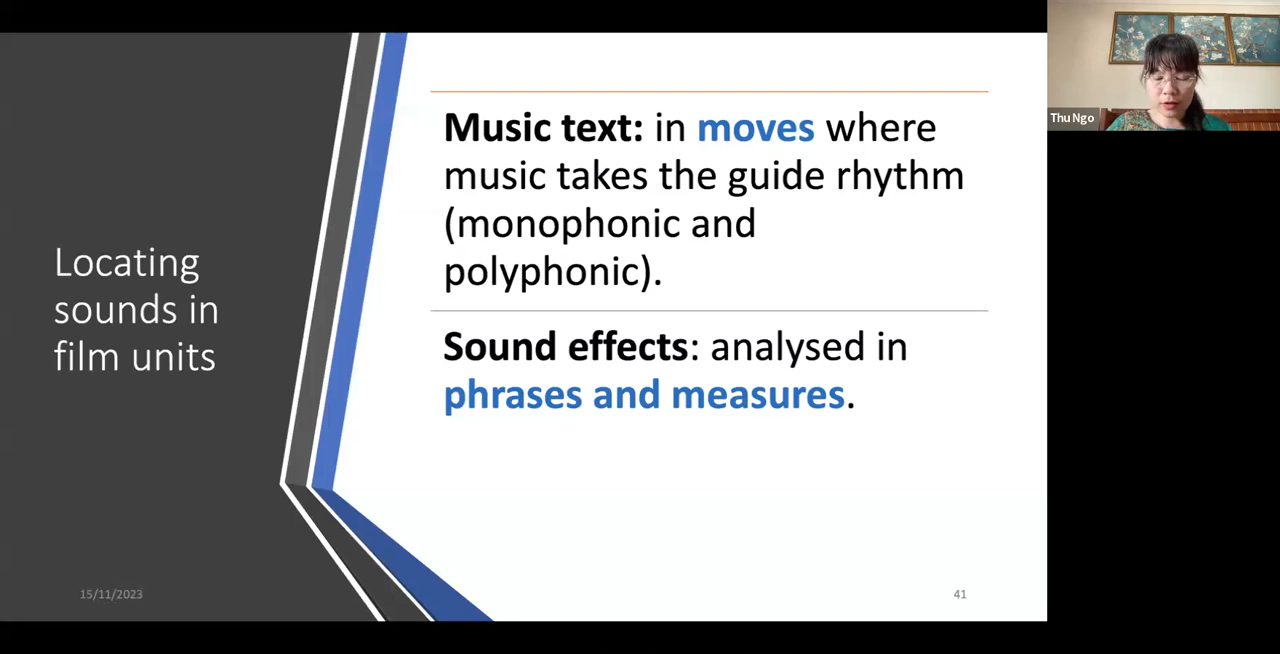 Locating
sounds in
film units
Music text: in moves where
music takes the guide rhythm
(monophonic and
polyphonic).
Sound effects: analysed in
phrases and measures.
15/11/2023
41
Thu Ngo